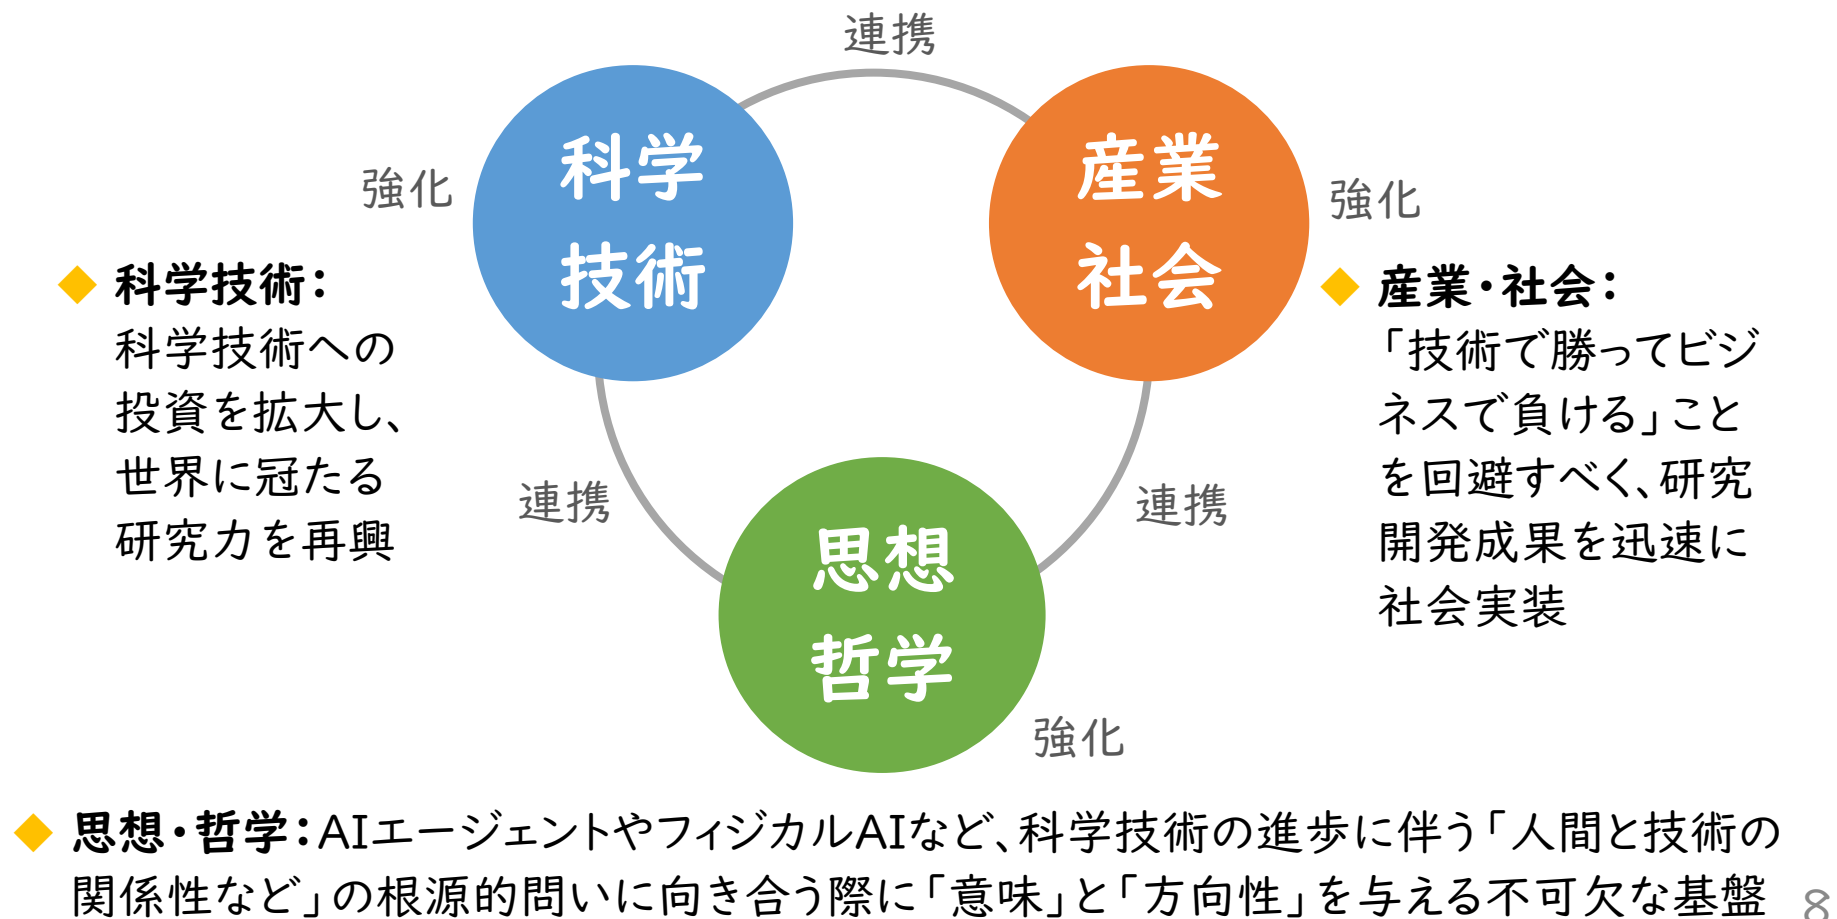 連携
科学
技術
産業
社会
強化
強化
◆ 科学技術：
科学技術への
投資を拡大し、
世界に冠たる
研究力を再興
◆ 産業・社会：
「技術で勝ってビジ
ネスで負ける」こと
を回避すべく、研究
開発成果を迅速に
社会実装
連携
連携
思想
哲学
強化
◆ 思想・哲学：AIエージェントやフィジカルAIなど、科学技術の進歩に伴う「人間と技術の
関係性など」の根源的問いに向き合う際に「意味」と「方向性」を与える不可欠な基盤
8